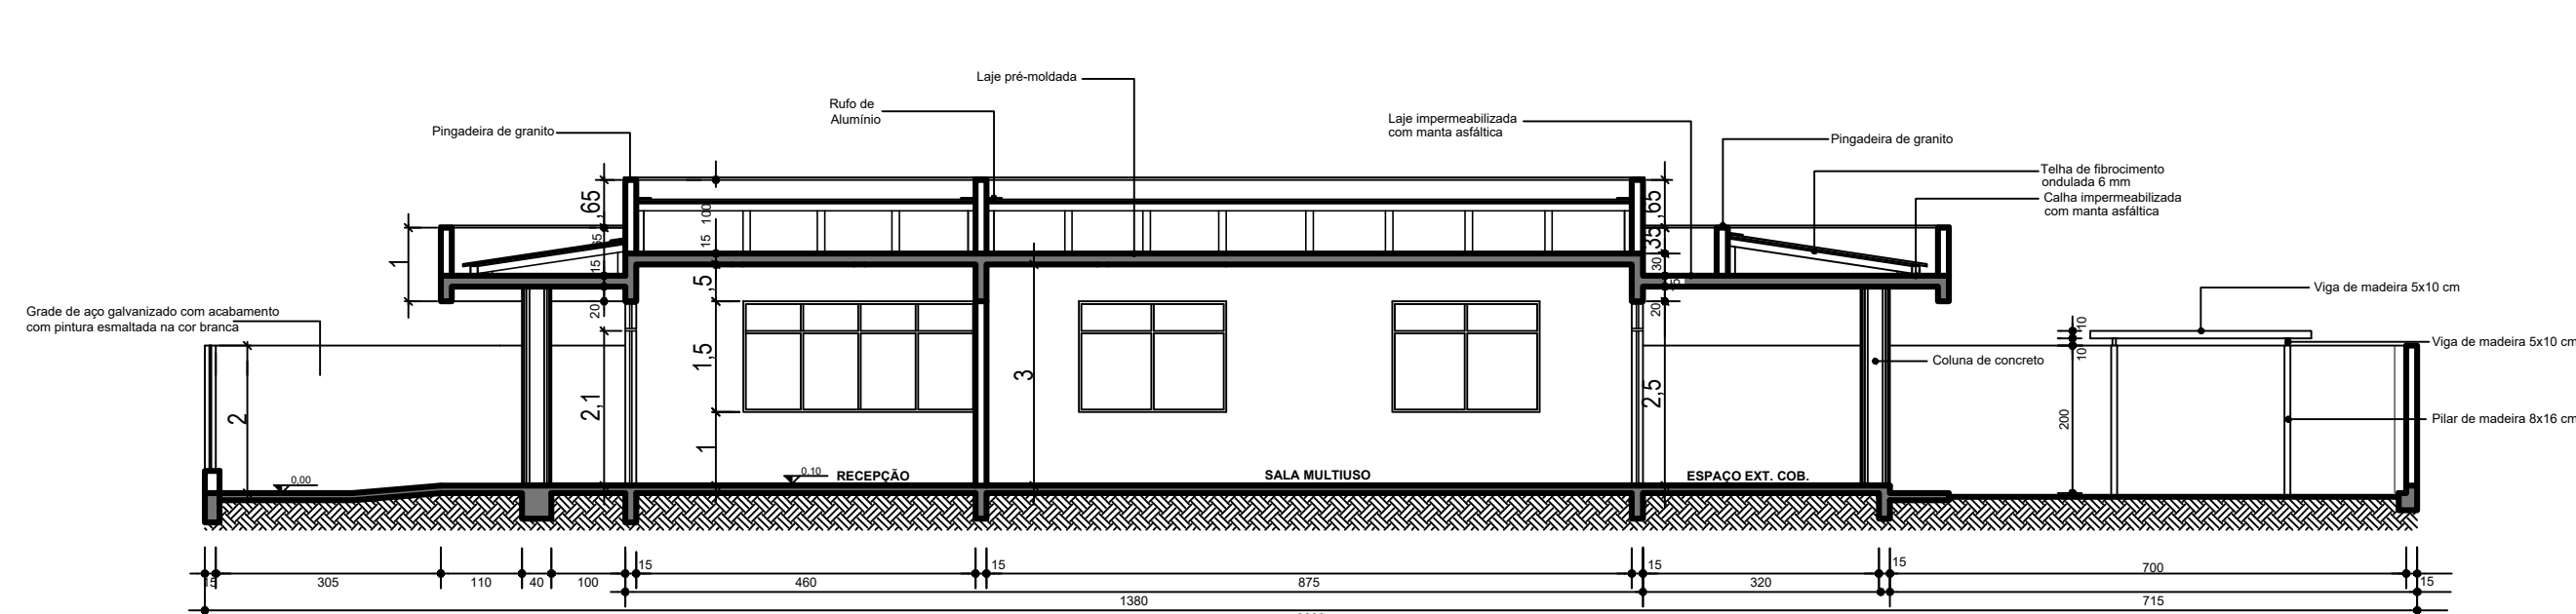 Laje pré-moldada
Rufo de
Alumínio
Pingadeira de granito
Laje impermeabilizada
com manta asfáltica
Pingadeira de granito
Telha de fibrocimento
ondulada 6 mm
Calha impermeabilizada
com manta asfáltica
,65
100
65
15
15
,65
,35
30
15
20
1
,5
20
Grade de aço galvanizado com acabamento
com pintura esmaltada na cor branca
Viga de madeira 5x10 cm
10
10
Viga de madeira 5x10 cm
Coluna de concreto
2
2,1
1,5
1
3
2,5
200
Pilar de madeira 8x16 cm
0,00
0,10
RECEPÇÃO
SALA MULTIUSO
ESPAÇO EXT. COB.
15 305 110 40 100 15 460 15 875 15 320 15 700 15
1380 715